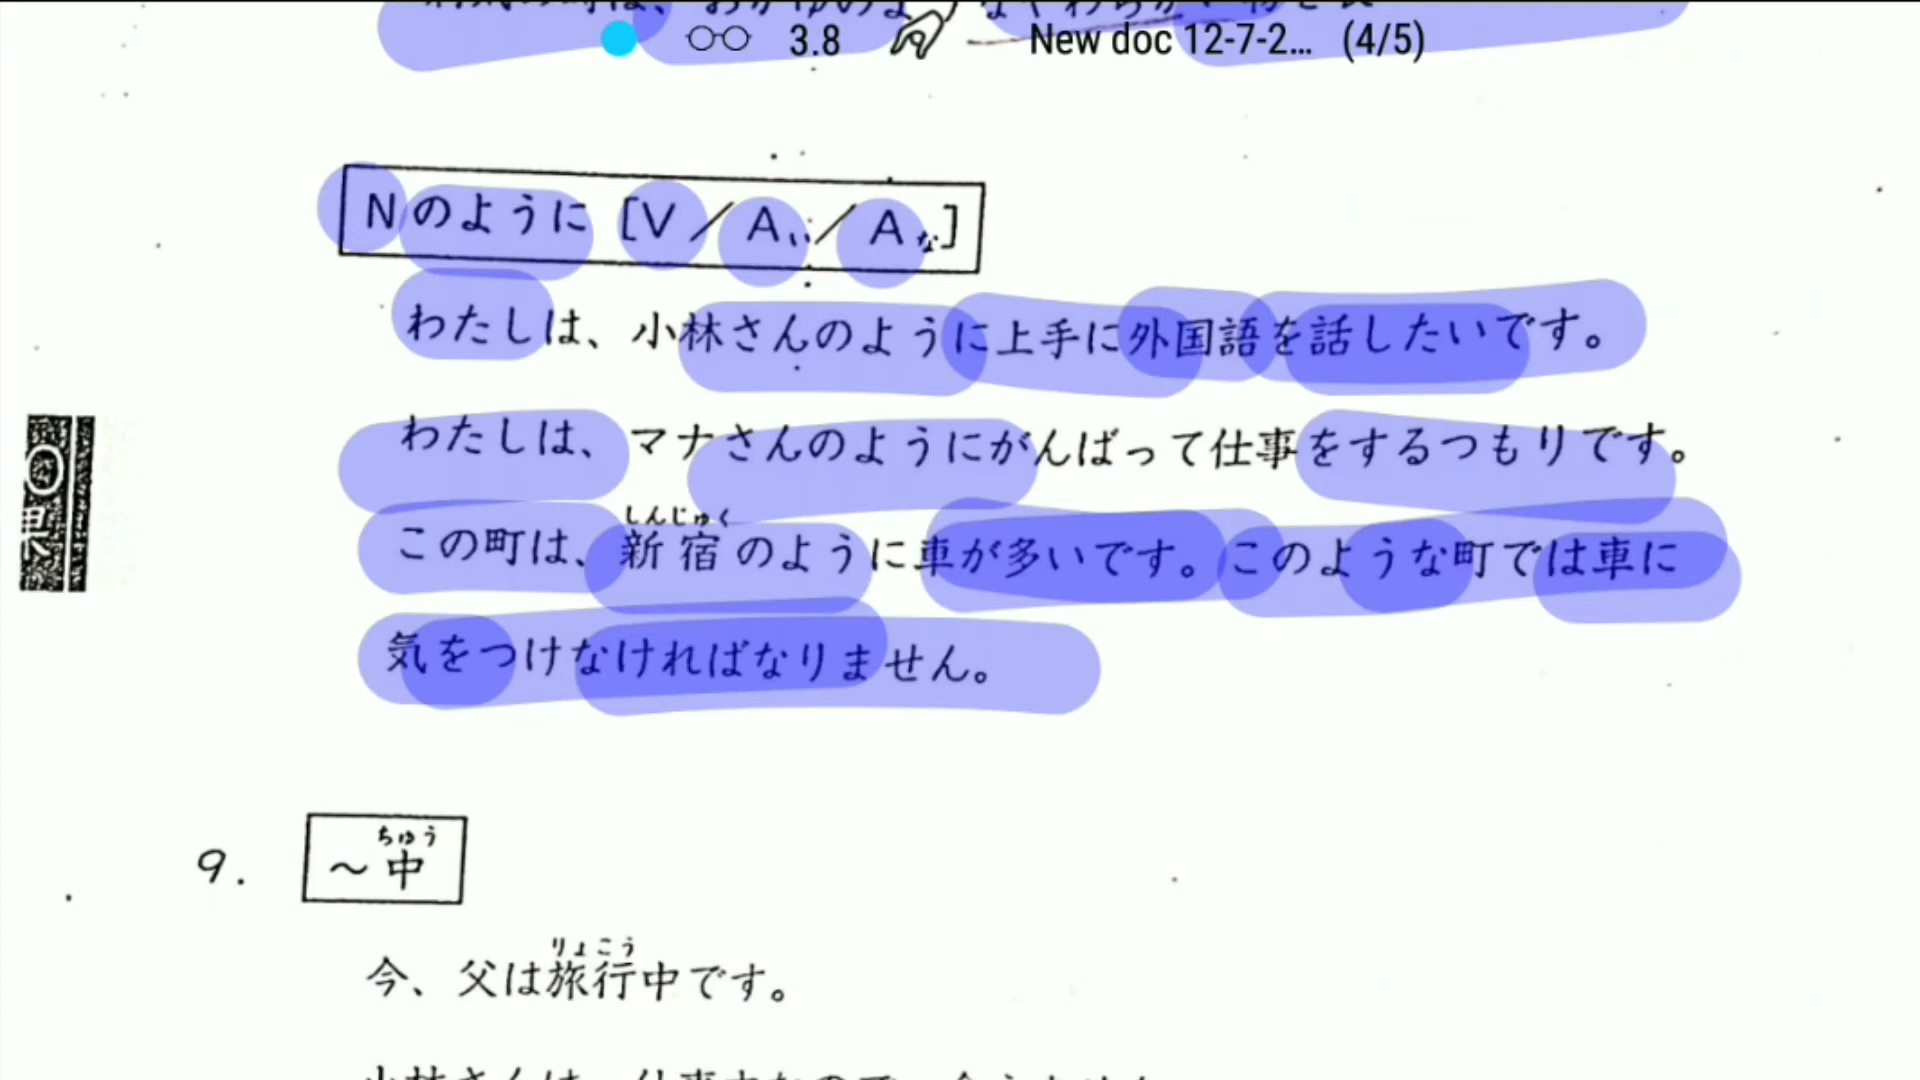 3.8 New doc 12-7-2... (4/5)
Nのように [V／Aい／Aな]
わたしは、小林さんのように上手に外国語を話したいです。
わたしは、マナさんのようにがんばって仕事をするつもりです。
しんじゅく
この町は、新宿のように車が多いです。このような町では車に
気をつけなければなりません。
ちゅう
9. ～中
りょこう
今、父は旅行中です。